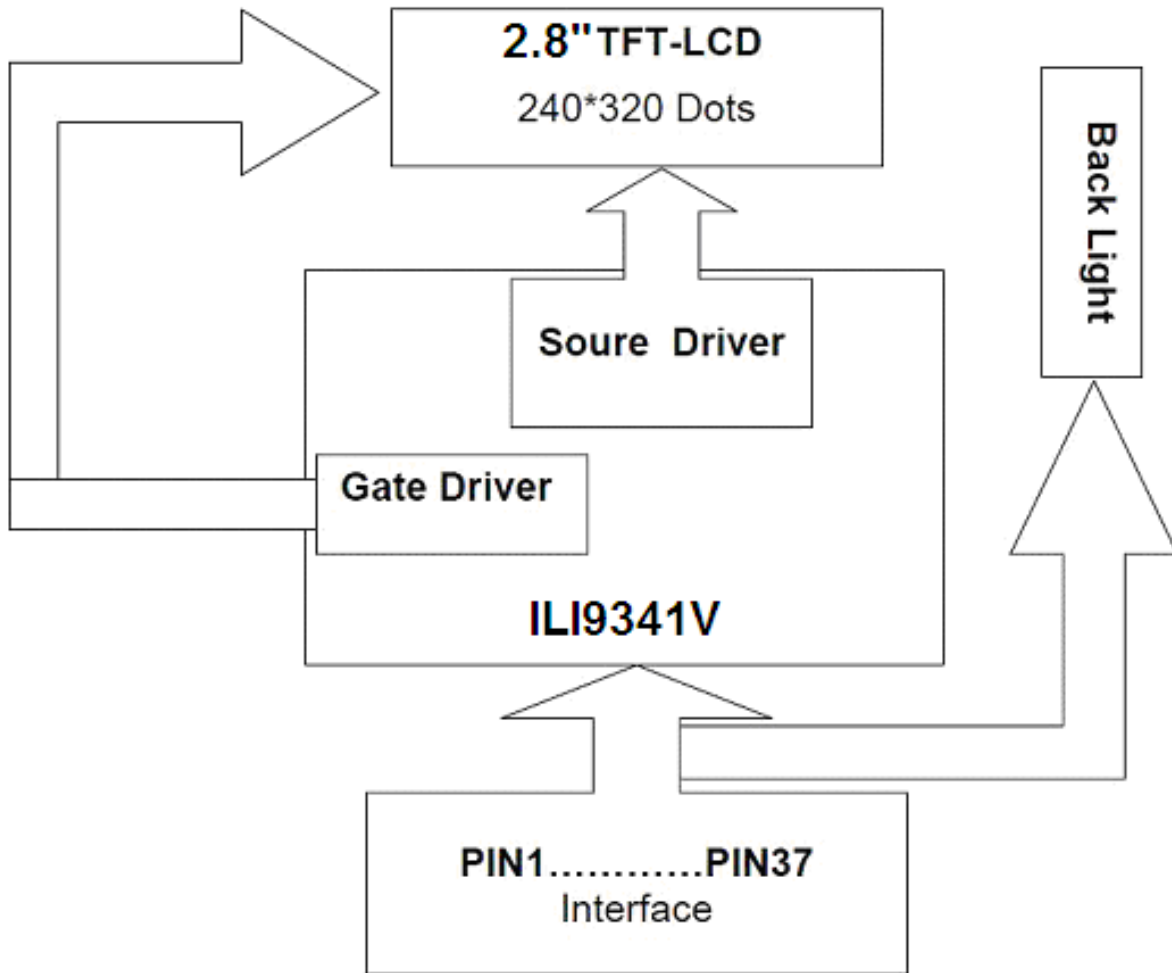 2.8" TFT-LCD
240*320 Dots
Back Light
Soure Driver
Gate Driver
ILI9341V
PIN1............PIN37
Interface